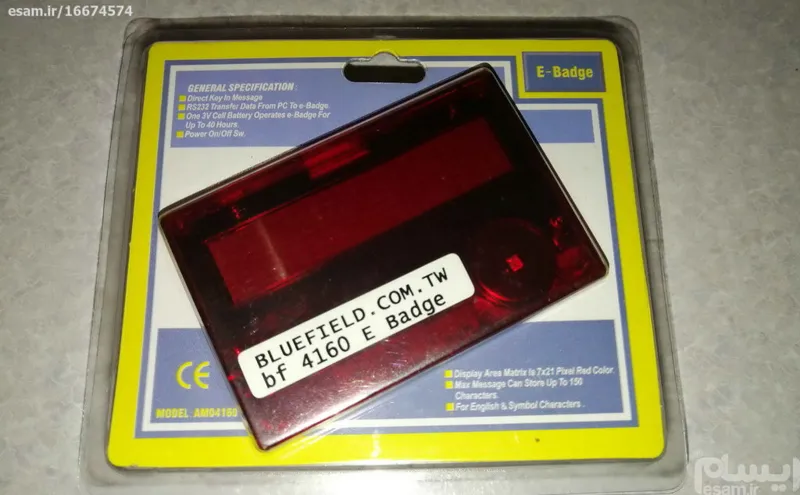 esam.ir/16674574
esam.ir/16674574
E-Badge
GENERAL SPECIFICATION:
Direct Key In Message
RS232 Transfer Data From PC To e-Badge.
One 3V Cell Battery Operates e-Badge For
Up To 40 Hours.
Power On/Off Sw.
BLUEFIELD.COM.TW
bf 4160 E Badge
CE
MODEL: AM04160
Display Area Matrix Is 7x21 Pixel Red Color.
Max Message Can Store Up To 150
Characters.
For English & Symbol Characters.
ایسام
esam.ir